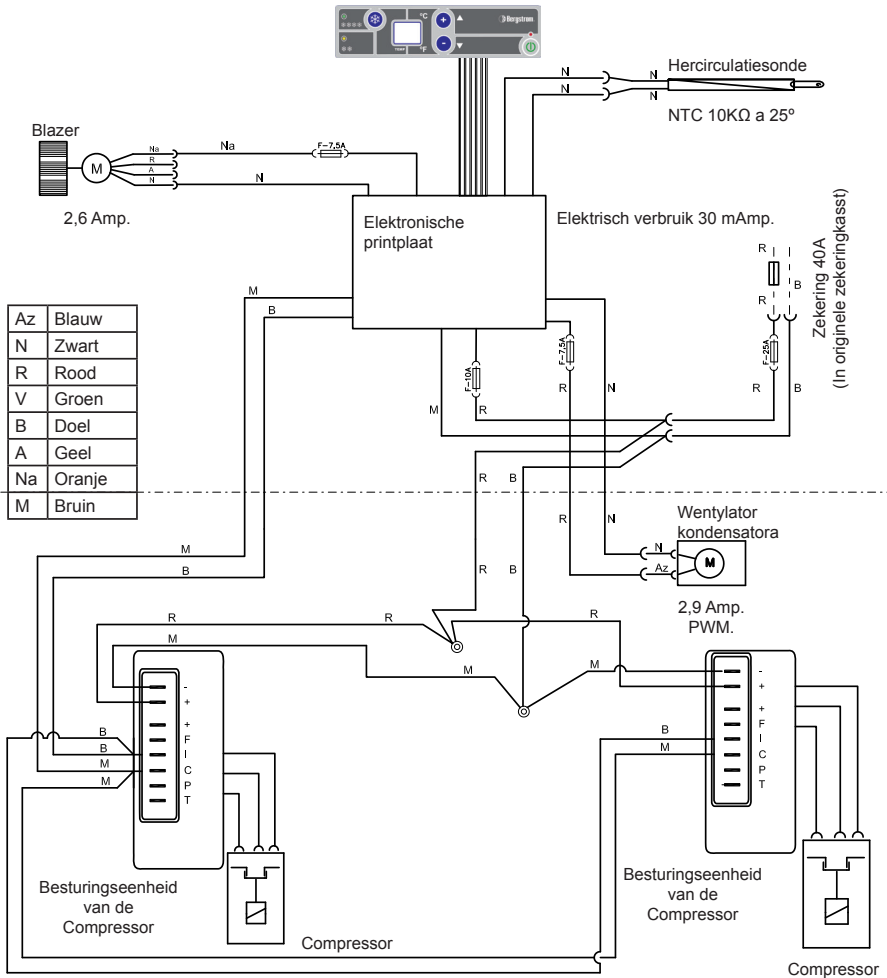 °C
Bergstrom
TEMP
°F
N
N
N
N
Hercirculatiesonde
NTC 10KΩ a 25º
Blazer
M
Na
R
A
N
Na
F-7,5A
N
2,6 Amp.
Elektronische
printplaat
Elektrisch verbruik 30 mAmp.
R
B
R
Zekering 40A
(In originele zekeringkasst)
M
B
F-10A
F-7,5A
F-25A
M
R
R
N
R
B
Az Blauw
N Zwart
R Rood
V Groen
B Doel
A Geel
Na Oranje
M Bruin
R
B
R
N
Wentylator
kondensatora
N
Az
M
2,9 Amp.
PWM.
M
B
R
B
R
R
M
R
M
M
-
+
+
F
I
C
P
T
B
B
M
M
B
M
-
+
+
F
I
C
P
T
Besturingseenheid
van de
Compressor
Compressor
Besturingseenheid
van de
Compressor
Compressor